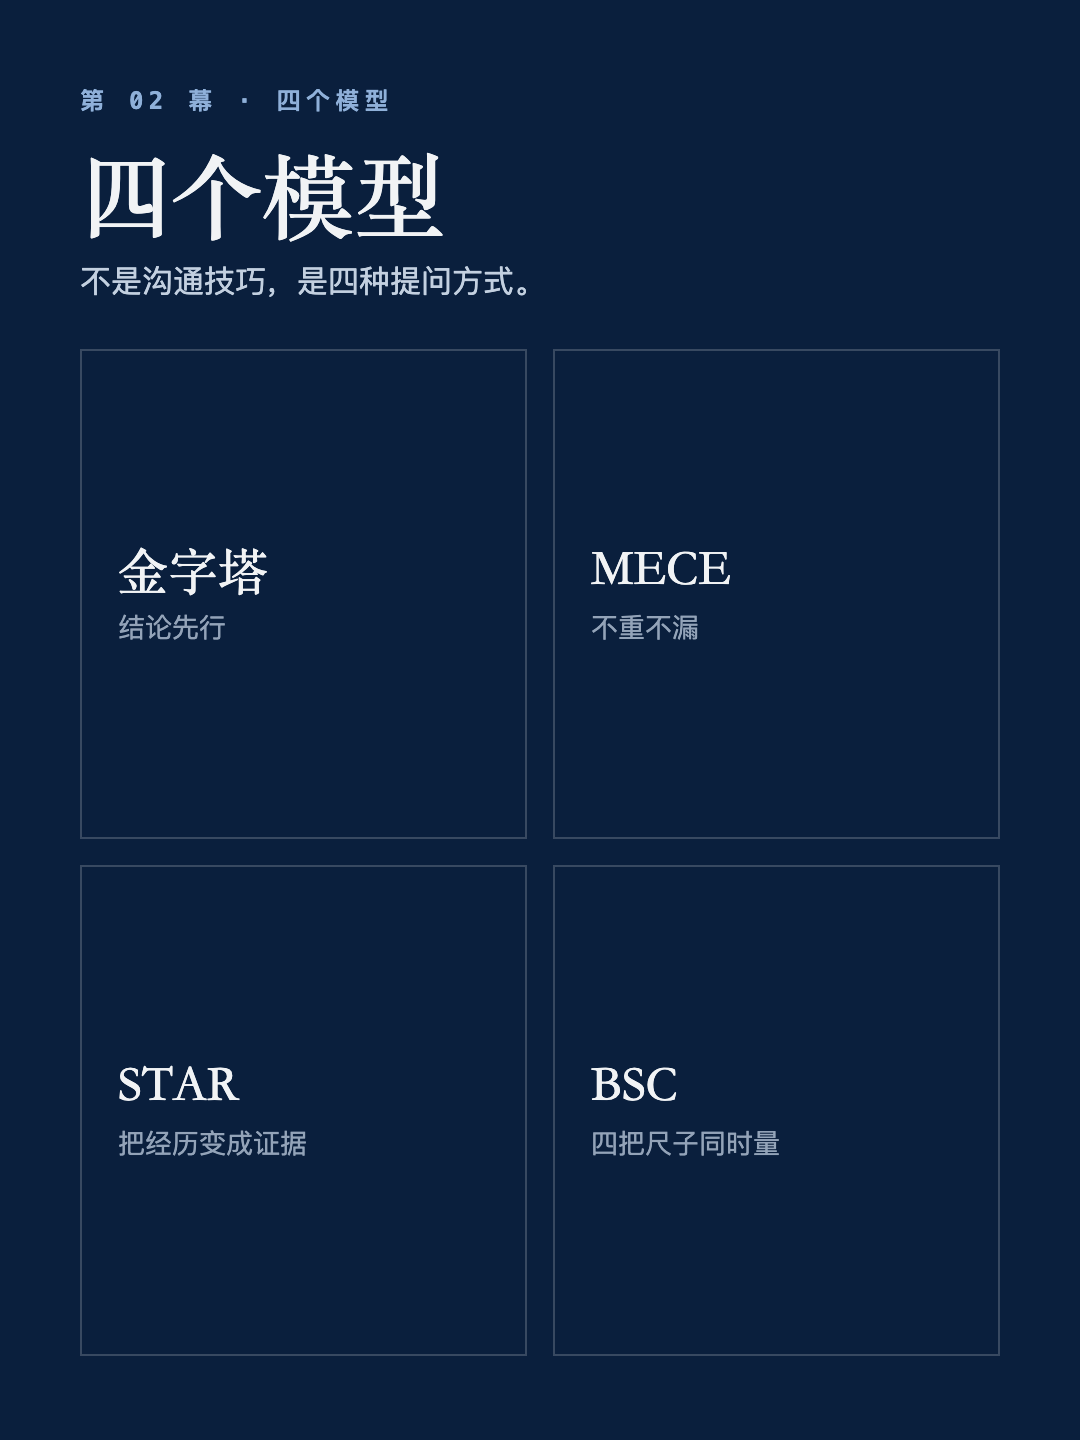 第 02 幕 · 四个模型
四个模型
不是沟通技巧，是四种提问方式。
金字塔
结论先行
MECE
不重不漏
STAR
把经历变成证据
BSC
四把尺子同时量